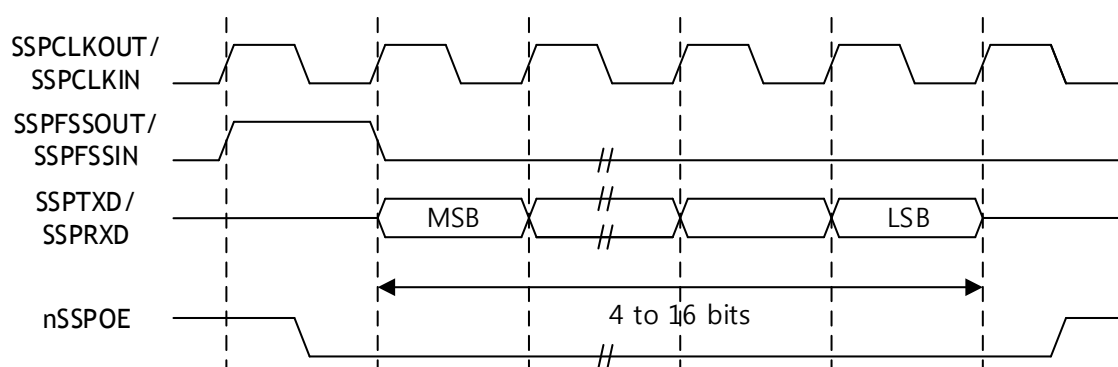 SSPCLKOUT/
SSPCLKIN
SSPFSSOUT/
SSPFSSIN
SSPTXD/
SSPRXD
MSB
LSB
4 to 16 bits
nSSPOE